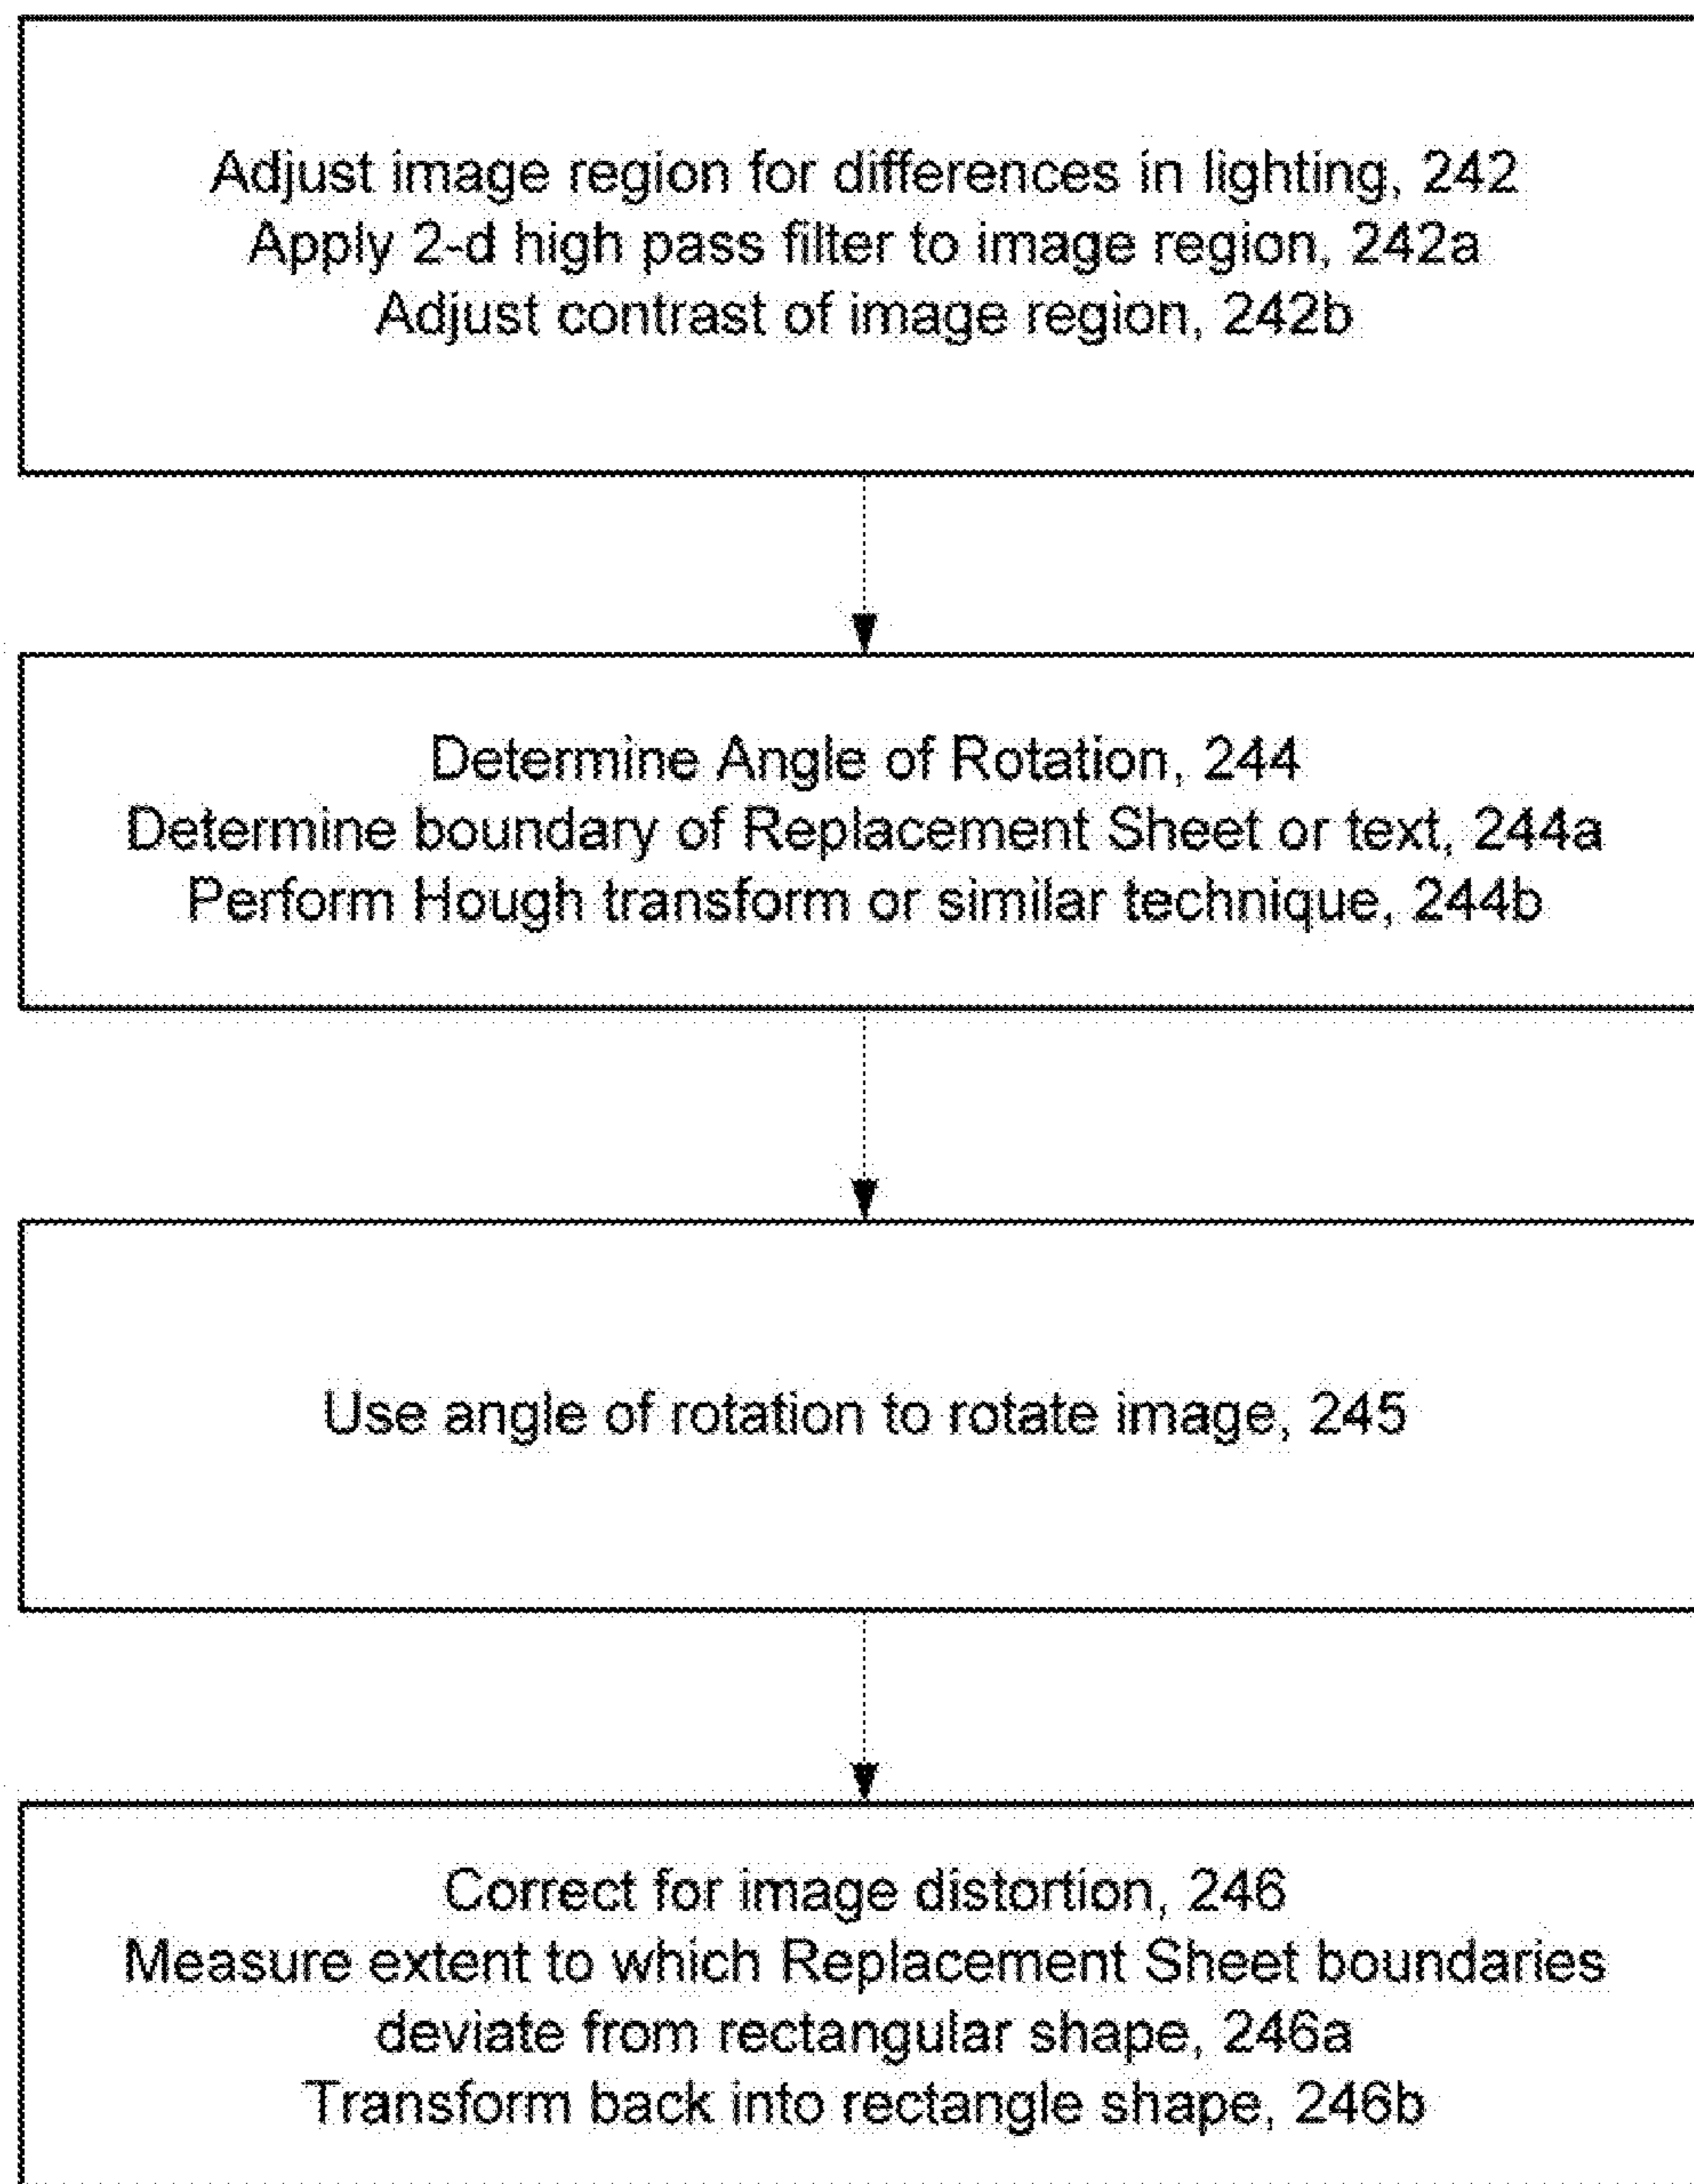 Adjust image region for differences in lighting, 242
Apply 2-d high pass filter to image region, 242a
Adjust contrast of image region, 242b
Determine Angle of Rotation, 244
Determine boundary of Replacement Sheet or text, 244a
Perform Hough transform or similar technique, 244b
Use angle of rotation to rotate image, 245
Correct for image distortion, 246
Measure extent to which Replacement Sheet boundaries
deviate from rectangular shape, 246a
Transform back into rectangle shape, 246b